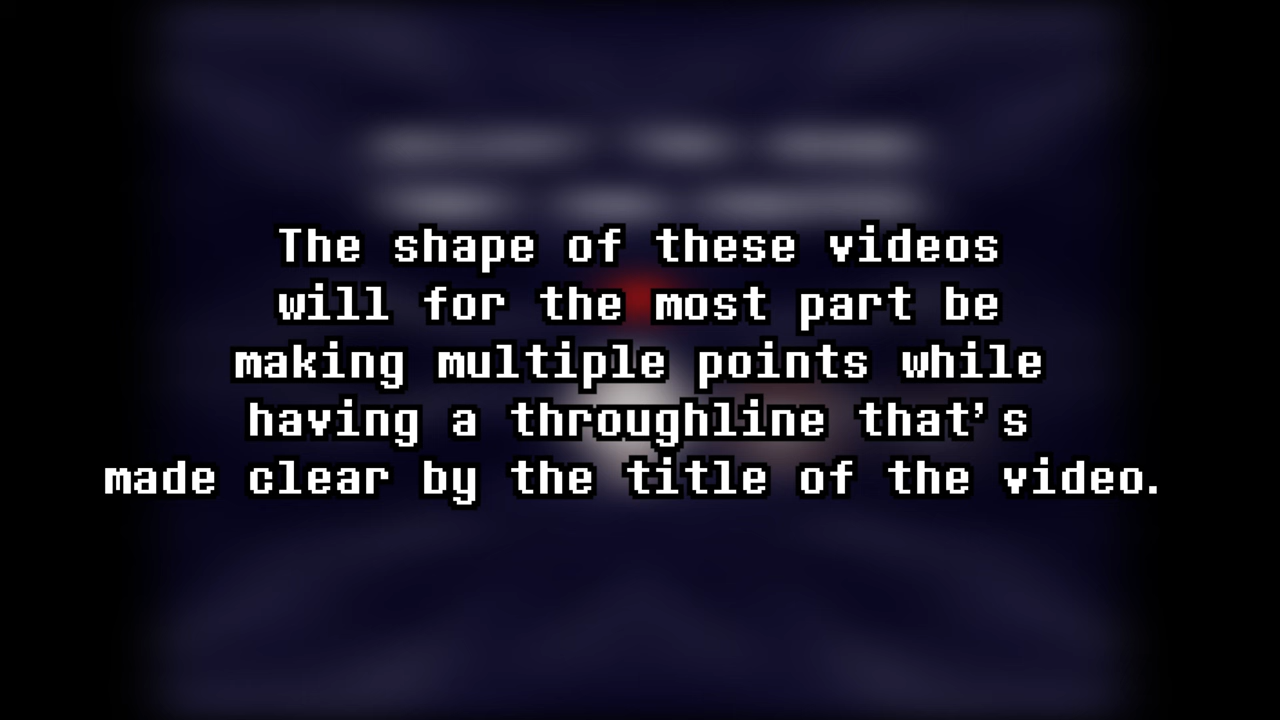 The shape of these videos
will for the most part be
making multiple points while
having a throughline that's
made clear by the title of the video.